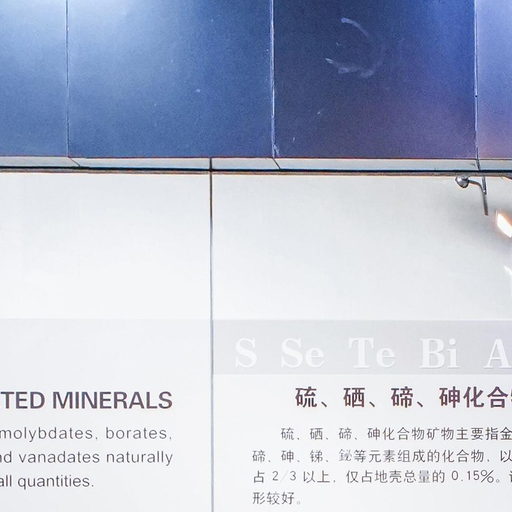 TED MINERALS
molybdates, borates,
nd vanadates naturally
all quantities.
S Se Te Bi A
硫、硒、碲、砷化合物
硫、硒、碲、砷化合物矿物主要指金
碲、砷、锑、铋等元素组成的化合物，以
占 2/3 以上，仅占地壳总量的 0.15%。
形较好。